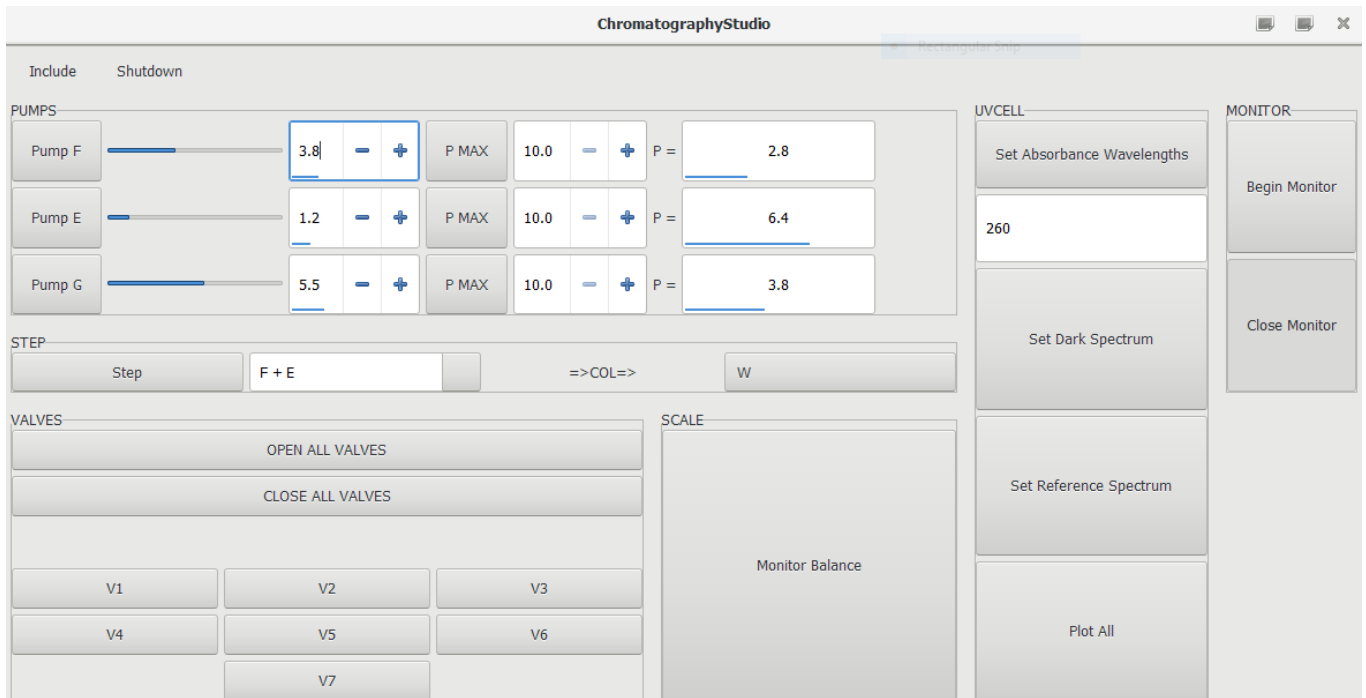 ChromatographyStudio
Rectangular Snip
Include Shutdown
PUMPS
Pump F 3.8 P MAX 10.0 P = 2.8
Pump E 1.2 P MAX 10.0 P = 6.4
Pump G 5.5 P MAX 10.0 P = 3.8
STEP
Step F + E =>COL=> W
VALVES
OPEN ALL VALVES
CLOSE ALL VALVES
V1 V2 V3
V4 V5 V6
V7
SCALE
Monitor Balance
UVCELL
Set Absorbance Wavelengths
260
Set Dark Spectrum
Set Reference Spectrum
Plot All
MONITOR
Begin Monitor
Close Monitor